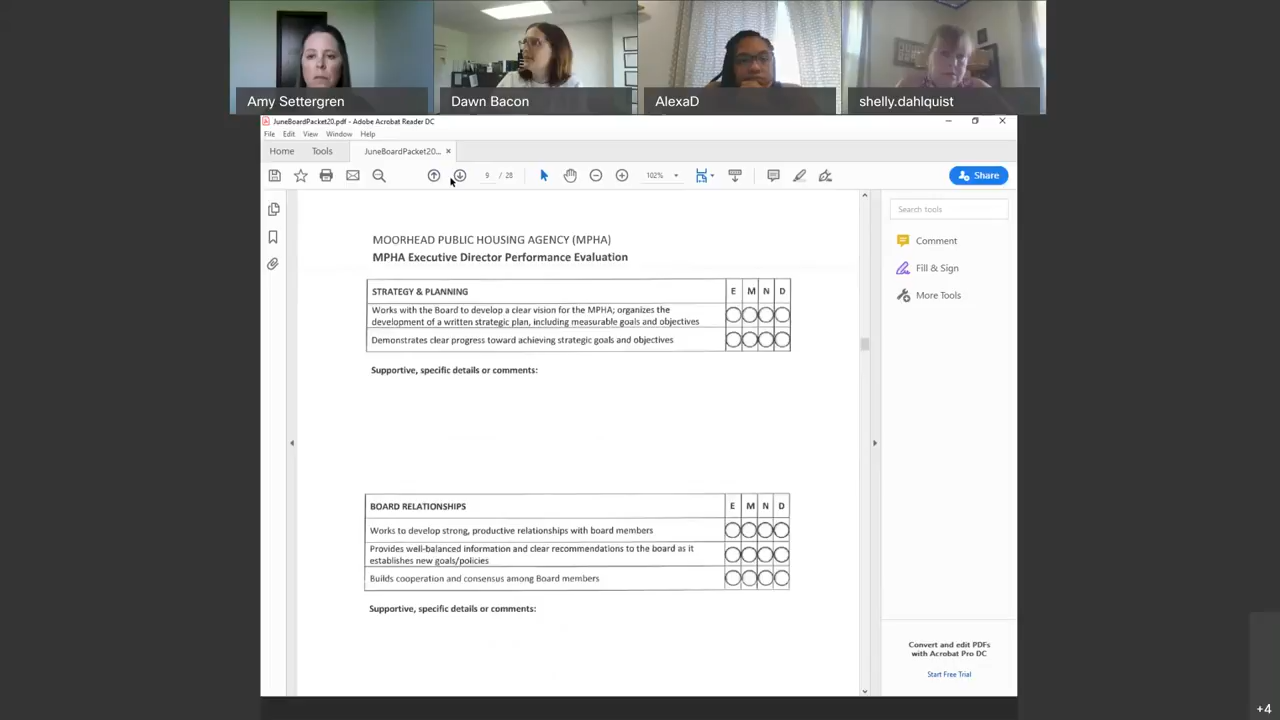 Amy Settergren
Dawn Bacon
AlexaD
shelly.dahlquist
JuneBoardPacket20.pdf - Adobe Acrobat Reader DC
File Edit View Window Help
Home Tools JuneBoardPacket20... ×
9 / 28 102% Share
Search tools
Comment
Fill & Sign
More Tools
MOORHEAD PUBLIC HOUSING AGENCY (MPHA)
MPHA Executive Director Performance Evaluation
STRATEGY & PLANNING E M N D
Works with the Board to develop a clear vision for the MPHA; organizes the
development of a written strategic plan, including measurable goals and objectives
Demonstrates clear progress toward achieving strategic goals and objectives
Supportive, specific details or comments:
BOARD RELATIONSHIPS E M N D
Works to develop strong, productive relationships with board members
Provides well-balanced information and clear recommendations to the board as it
establishes new goals/policies
Builds cooperation and consensus among Board members
Supportive, specific details or comments:
Convert and edit PDFs
with Acrobat Pro DC
Start Free Trial
+4